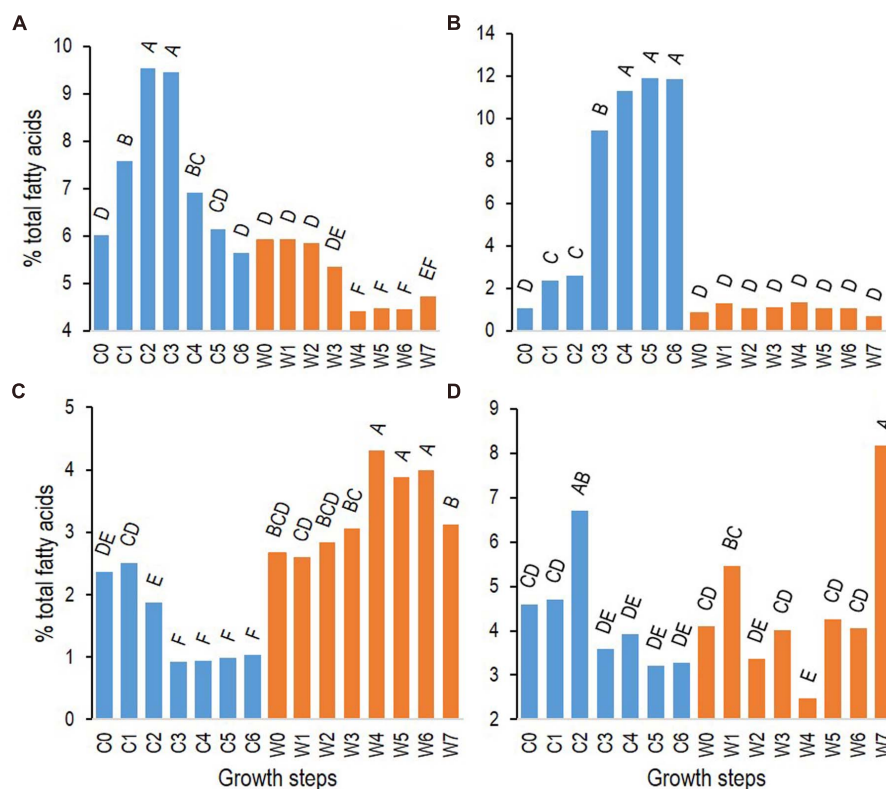 A
% total fatty acids
10
9
8
7
6
5
4
D B A A BC CD D D D D DE F F F EF
C0 C1 C2 C3 C4 C5 C6 W0 W1 W2 W3 W4 W5 W6 W7
B
14
12
10
8
6
4
2
0
D C C B A A A D D D D D D D D
C0 C1 C2 C3 C4 C5 C6 W0 W1 W2 W3 W4 W5 W6 W7
C
% total fatty acids
5
4
3
2
1
0
DE CD E F F F F BCD CD BCD BC A A A B
C0 C1 C2 C3 C4 C5 C6 W0 W1 W2 W3 W4 W5 W6 W7
Growth steps
D
9
8
7
6
5
4
3
2
CD CD AB DE DE DE DE CD BC DE CD E CD CD A
C0 C1 C2 C3 C4 C5 C6 W0 W1 W2 W3 W4 W5 W6 W7
Growth steps